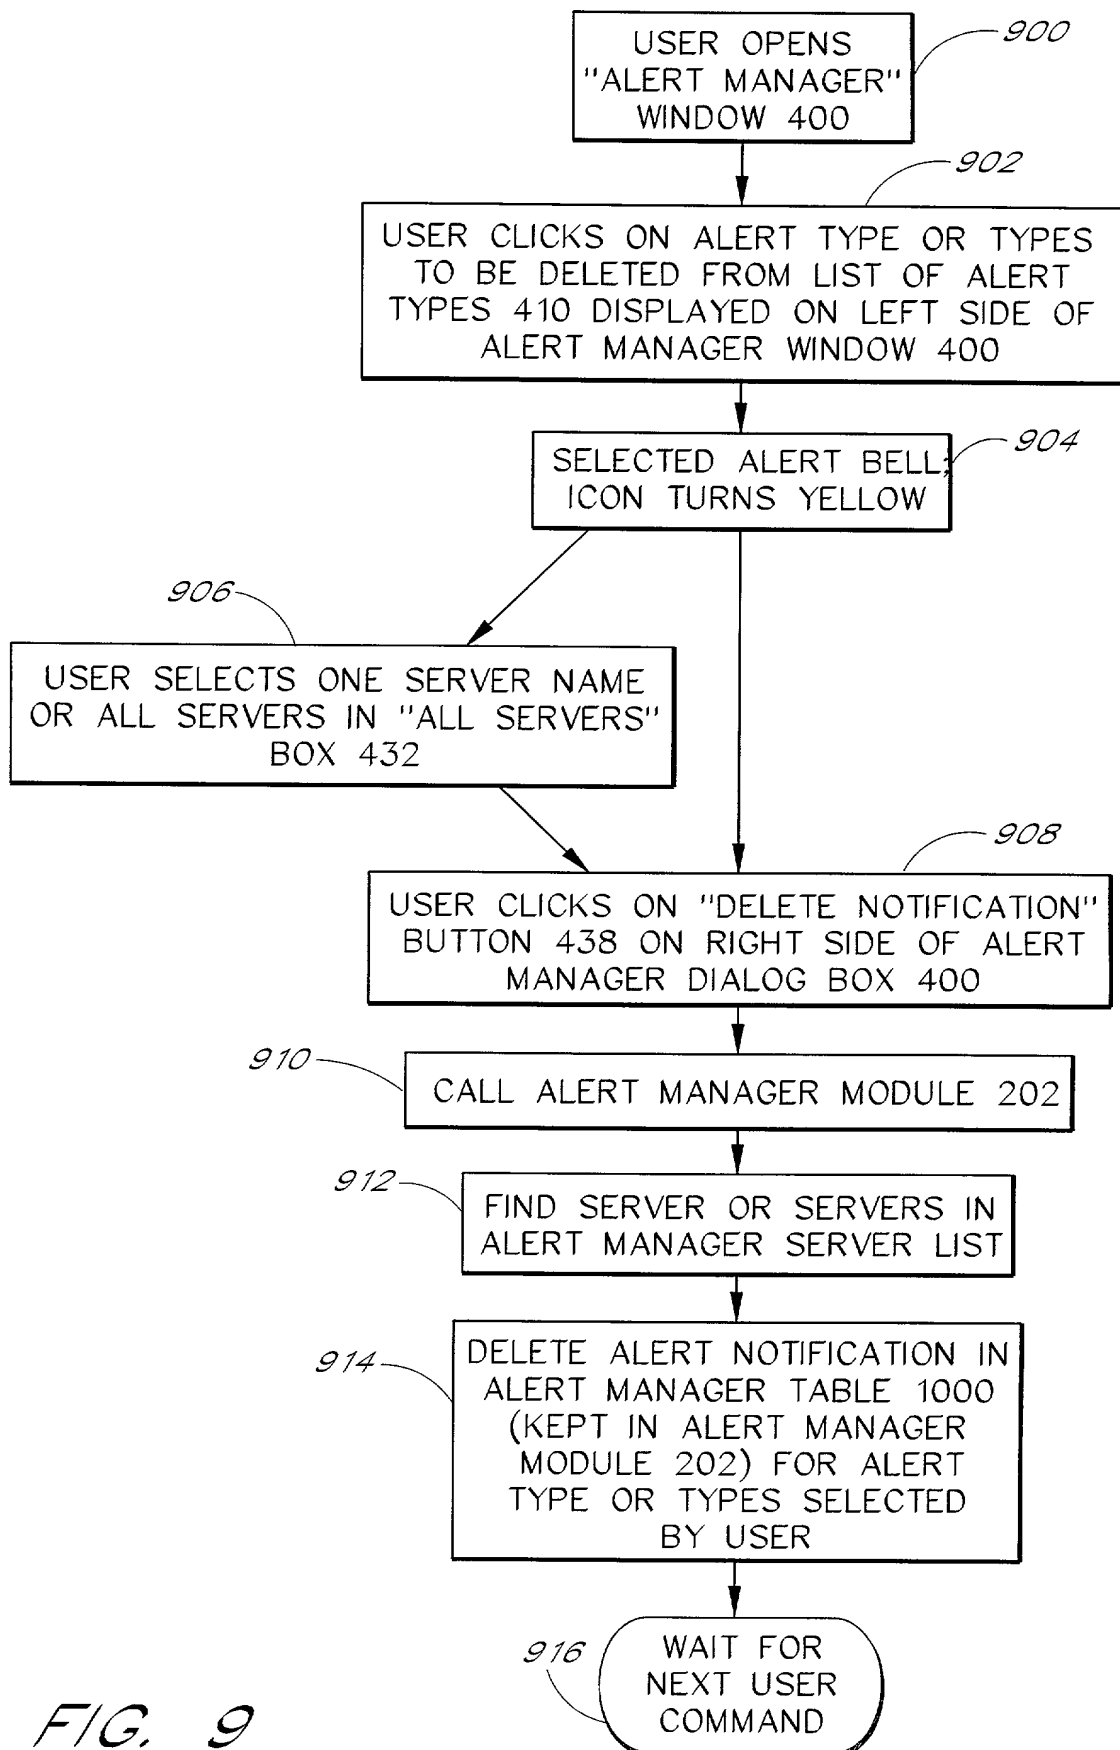 900
USER OPENS
"ALERT MANAGER"
WINDOW 400
902
USER CLICKS ON ALERT TYPE OR TYPES
TO BE DELETED FROM LIST OF ALERT
TYPES 410 DISPLAYED ON LEFT SIDE OF
ALERT MANAGER WINDOW 400
904
SELECTED ALERT BELL;
ICON TURNS YELLOW
906
USER SELECTS ONE SERVER NAME
OR ALL SERVERS IN "ALL SERVERS"
BOX 432
908
USER CLICKS ON "DELETE NOTIFICATION"
BUTTON 438 ON RIGHT SIDE OF ALERT
MANAGER DIALOG BOX 400
910
CALL ALERT MANAGER MODULE 202
912
FIND SERVER OR SERVERS IN
ALERT MANAGER SERVER LIST
914
DELETE ALERT NOTIFICATION IN
ALERT MANAGER TABLE 1000
(KEPT IN ALERT MANAGER
MODULE 202) FOR ALERT
TYPE OR TYPES SELECTED
BY USER
916
WAIT FOR
NEXT USER
COMMAND
FIG. 9